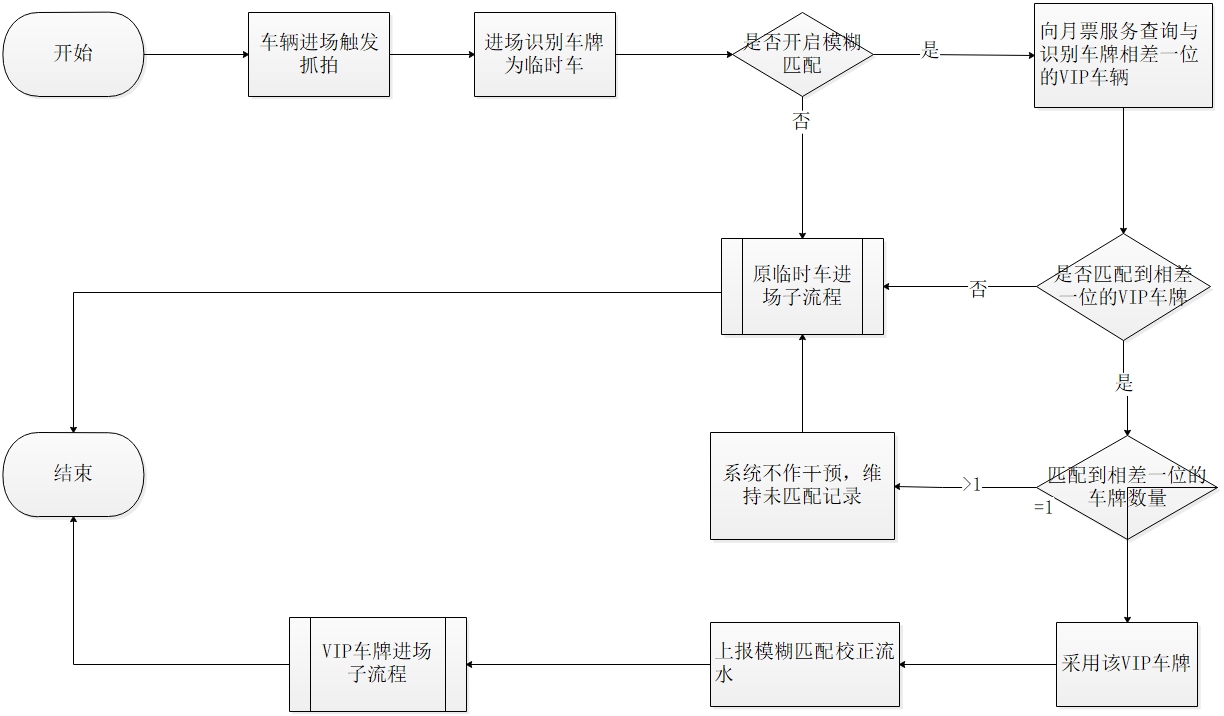 开始
车辆进场触发
抓拍
进场识别车牌
为临时车
是否开启模糊
匹配
是
向月票服务查询与
识别车牌相差一位
的VIP车辆
否
原临时车进
场子流程
否
是否匹配到相差
一位的VIP车牌
是
结束
系统不作干预，维
持未匹配记录
>1
匹配到相差一位的
车牌数量
=1
VIP车牌进场
子流程
上报模糊匹配校正流
水
采用该VIP车牌